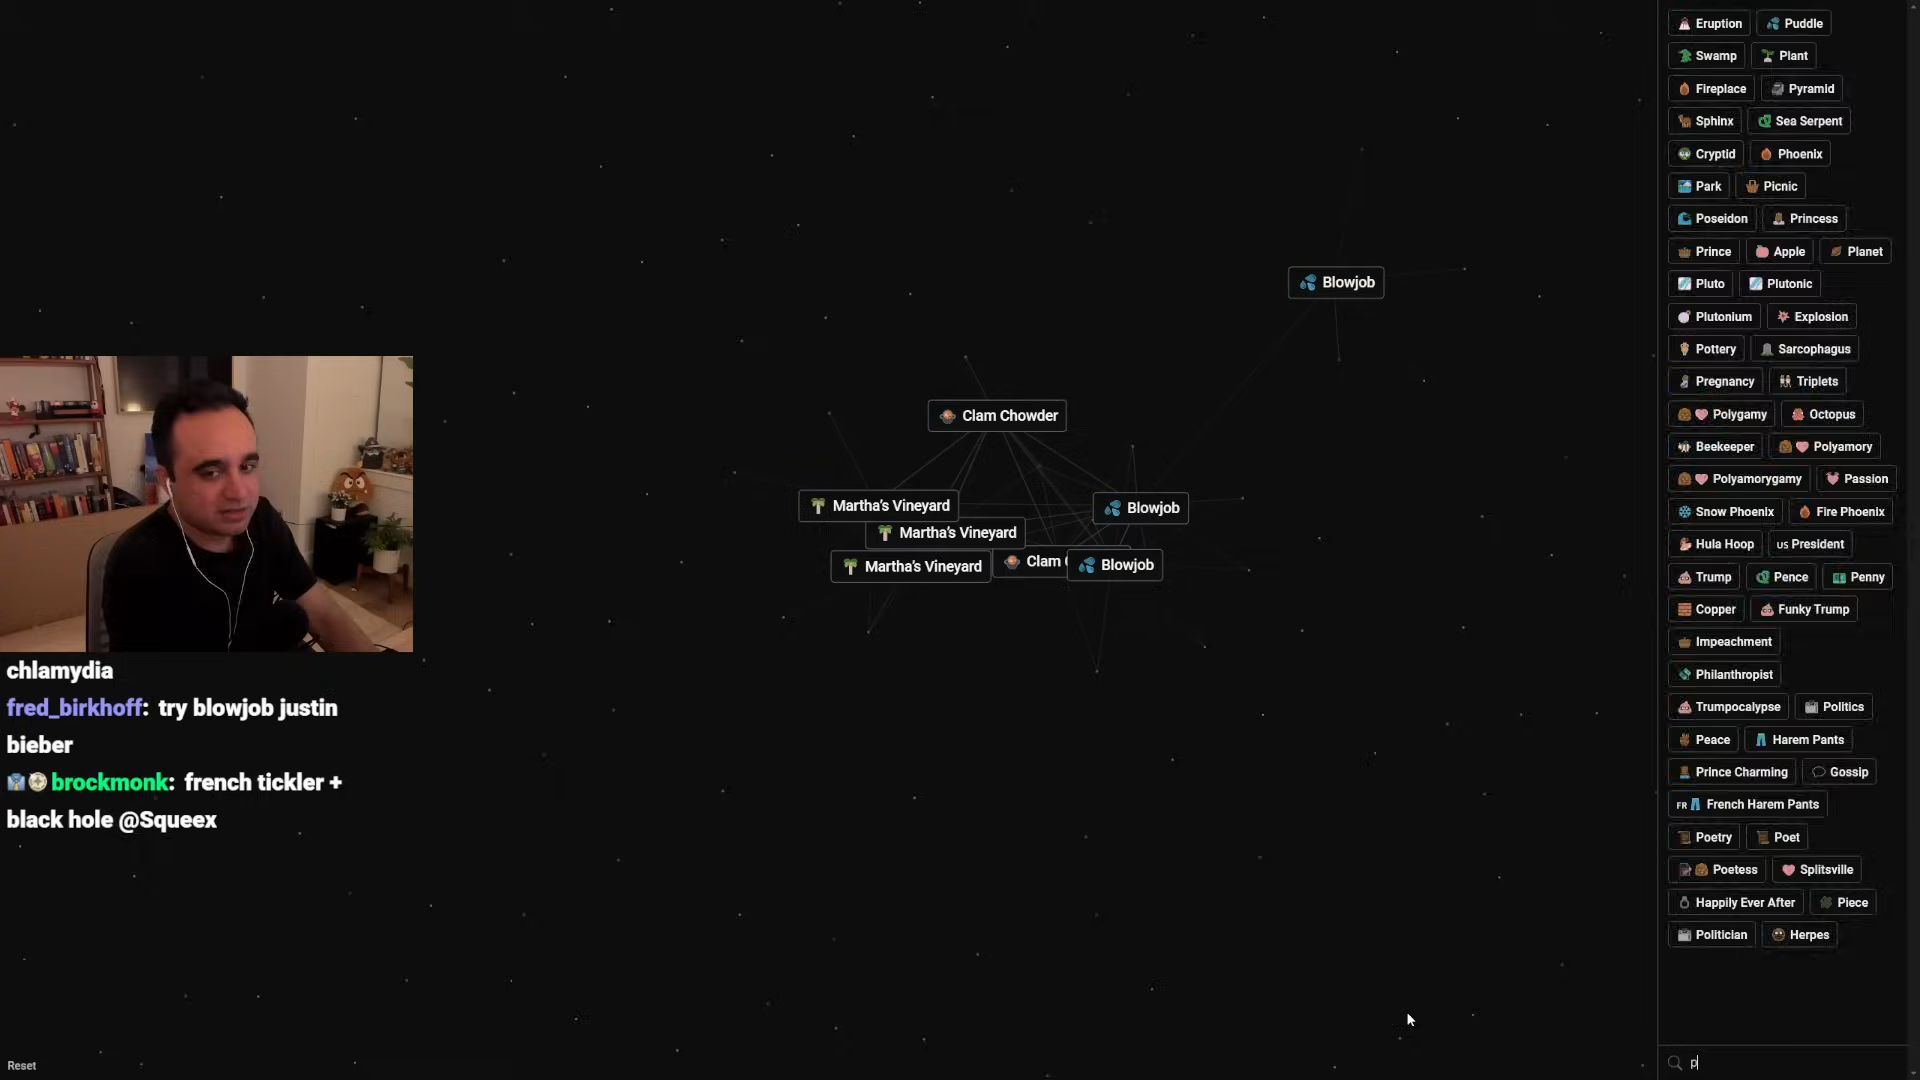 Eruption
Puddle
Swamp
Plant
Fireplace
Pyramid
Sphinx
Sea Serpent
Cryptid
Phoenix
Park
Picnic
Poseidon
Princess
Prince
Apple
Planet
Pluto
Plutonic
Plutonium
Explosion
Pottery
Sarcophagus
Pregnancy
Triplets
Polygamy
Octopus
Beekeeper
Polyamory
Polyamorygamy
Passion
Snow Phoenix
Fire Phoenix
Hula Hoop
US President
Trump
Pence
Penny
Copper
Funky Trump
Impeachment
Philanthropist
Trumpocalypse
Politics
Peace
Harem Pants
Prince Charming
Gossip
FR French Harem Pants
Poetry
Poet
Poetess
Splitsville
Happily Ever After
Piece
Politician
Herpes
p
Blowjob
Clam Chowder
Martha's Vineyard
Blowjob
Martha's Vineyard
Martha's Vineyard
Clam
Blowjob
chlamydia
fred_birkhoff: try blowjob justin
bieber
brockmonk: french tickler +
black hole @Squeex
Reset